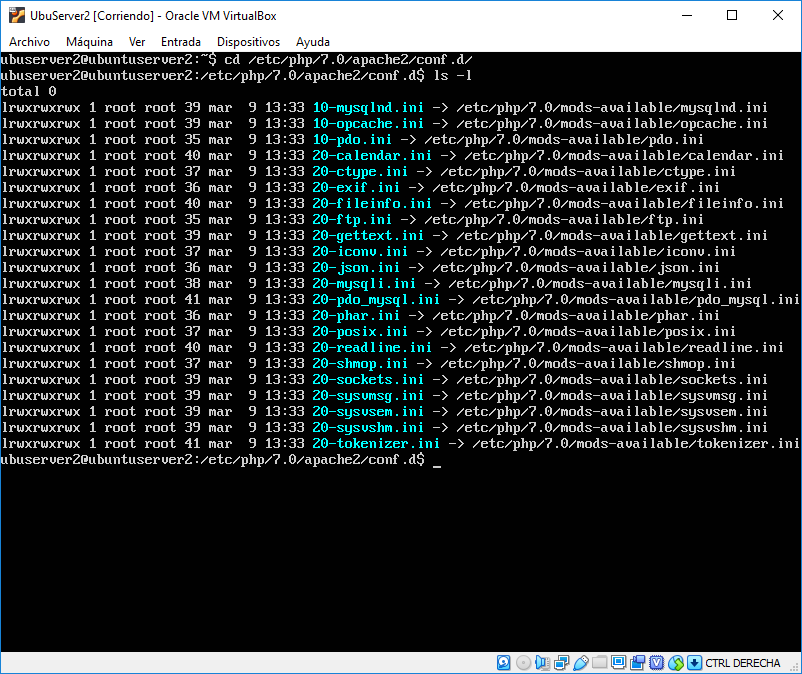 UbuServer2 [Corriendo] - Oracle VM VirtualBox
Archivo Máquina Ver Entrada Dispositivos Ayuda
ubuserver2@ubuntuserver2:~$ cd /etc/php/7.0/apache2/conf.d/
ubuserver2@ubuntuserver2:/etc/php/7.0/apache2/conf.d$ ls -l
total 0
lrwxrwxrwx 1 root root 39 mar  9 13:33 10-mysqlnd.ini -> /etc/php/7.0/mods-available/mysqlnd.ini
lrwxrwxrwx 1 root root 39 mar  9 13:33 10-opcache.ini -> /etc/php/7.0/mods-available/opcache.ini
lrwxrwxrwx 1 root root 35 mar  9 13:33 10-pdo.ini -> /etc/php/7.0/mods-available/pdo.ini
lrwxrwxrwx 1 root root 40 mar  9 13:33 20-calendar.ini -> /etc/php/7.0/mods-available/calendar.ini
lrwxrwxrwx 1 root root 37 mar  9 13:33 20-ctype.ini -> /etc/php/7.0/mods-available/ctype.ini
lrwxrwxrwx 1 root root 36 mar  9 13:33 20-exif.ini -> /etc/php/7.0/mods-available/exif.ini
lrwxrwxrwx 1 root root 40 mar  9 13:33 20-fileinfo.ini -> /etc/php/7.0/mods-available/fileinfo.ini
lrwxrwxrwx 1 root root 35 mar  9 13:33 20-ftp.ini -> /etc/php/7.0/mods-available/ftp.ini
lrwxrwxrwx 1 root root 39 mar  9 13:33 20-gettext.ini -> /etc/php/7.0/mods-available/gettext.ini
lrwxrwxrwx 1 root root 37 mar  9 13:33 20-iconv.ini -> /etc/php/7.0/mods-available/iconv.ini
lrwxrwxrwx 1 root root 36 mar  9 13:33 20-json.ini -> /etc/php/7.0/mods-available/json.ini
lrwxrwxrwx 1 root root 38 mar  9 13:33 20-mysqli.ini -> /etc/php/7.0/mods-available/mysqli.ini
lrwxrwxrwx 1 root root 41 mar  9 13:33 20-pdo_mysql.ini -> /etc/php/7.0/mods-available/pdo_mysql.ini
lrwxrwxrwx 1 root root 36 mar  9 13:33 20-phar.ini -> /etc/php/7.0/mods-available/phar.ini
lrwxrwxrwx 1 root root 37 mar  9 13:33 20-posix.ini -> /etc/php/7.0/mods-available/posix.ini
lrwxrwxrwx 1 root root 40 mar  9 13:33 20-readline.ini -> /etc/php/7.0/mods-available/readline.ini
lrwxrwxrwx 1 root root 37 mar  9 13:33 20-shmop.ini -> /etc/php/7.0/mods-available/shmop.ini
lrwxrwxrwx 1 root root 39 mar  9 13:33 20-sockets.ini -> /etc/php/7.0/mods-available/sockets.ini
lrwxrwxrwx 1 root root 39 mar  9 13:33 20-sysvmsg.ini -> /etc/php/7.0/mods-available/sysvmsg.ini
lrwxrwxrwx 1 root root 39 mar  9 13:33 20-sysvsem.ini -> /etc/php/7.0/mods-available/sysvsem.ini
lrwxrwxrwx 1 root root 39 mar  9 13:33 20-sysvshm.ini -> /etc/php/7.0/mods-available/sysvshm.ini
lrwxrwxrwx 1 root root 41 mar  9 13:33 20-tokenizer.ini -> /etc/php/7.0/mods-available/tokenizer.ini
ubuserver2@ubuntuserver2:/etc/php/7.0/apache2/conf.d$ _
CTRL DERECHA